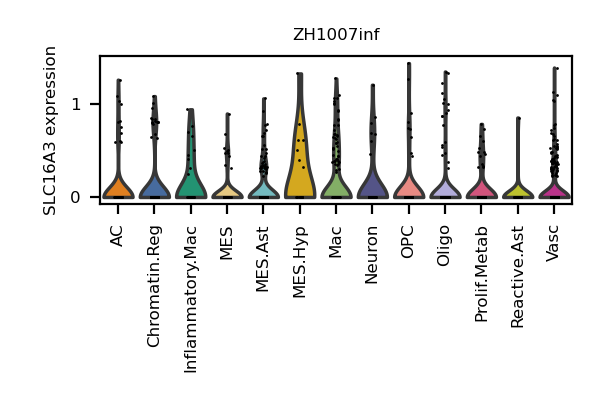 ZH1007inf
SLC16A3 expression
1
0
AC
Chromatin.Reg
Inflammatory.Mac
MES
MES.Ast
MES.Hyp
Mac
Neuron
OPC
Oligo
Prolif.Metab
Reactive.Ast
Vasc